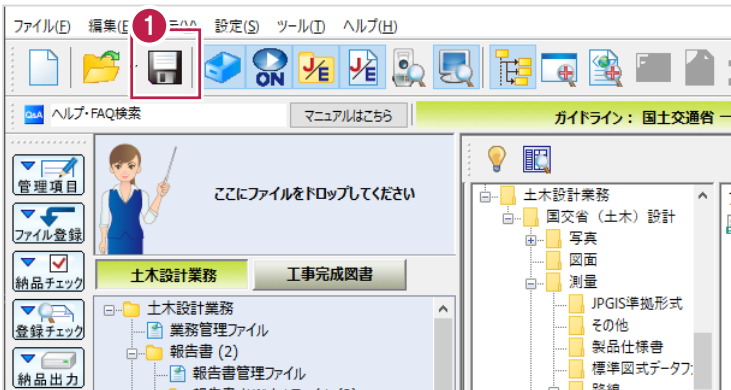 ファイル(F) 編集(E) 設定(S) ツール(T) ヘルプ(H)
1
ON
J/E
J/E
Q&A ヘルプ・FAQ検索
マニュアルはこちら
ガイドライン： 国土交通省 ー
管理項目
ファイル登録
納品チェック
登録チェック
納品出力
ここにファイルをドロップしてください
土木設計業務 工事完成図書
土木設計業務
業務管理ファイル
報告書 (2)
報告書管理ファイル
土木設計業務
国交省（土木）設計
写真
図面
測量
JPGIS準拠形式
その他
製品仕様書
標準図式データファ
路線